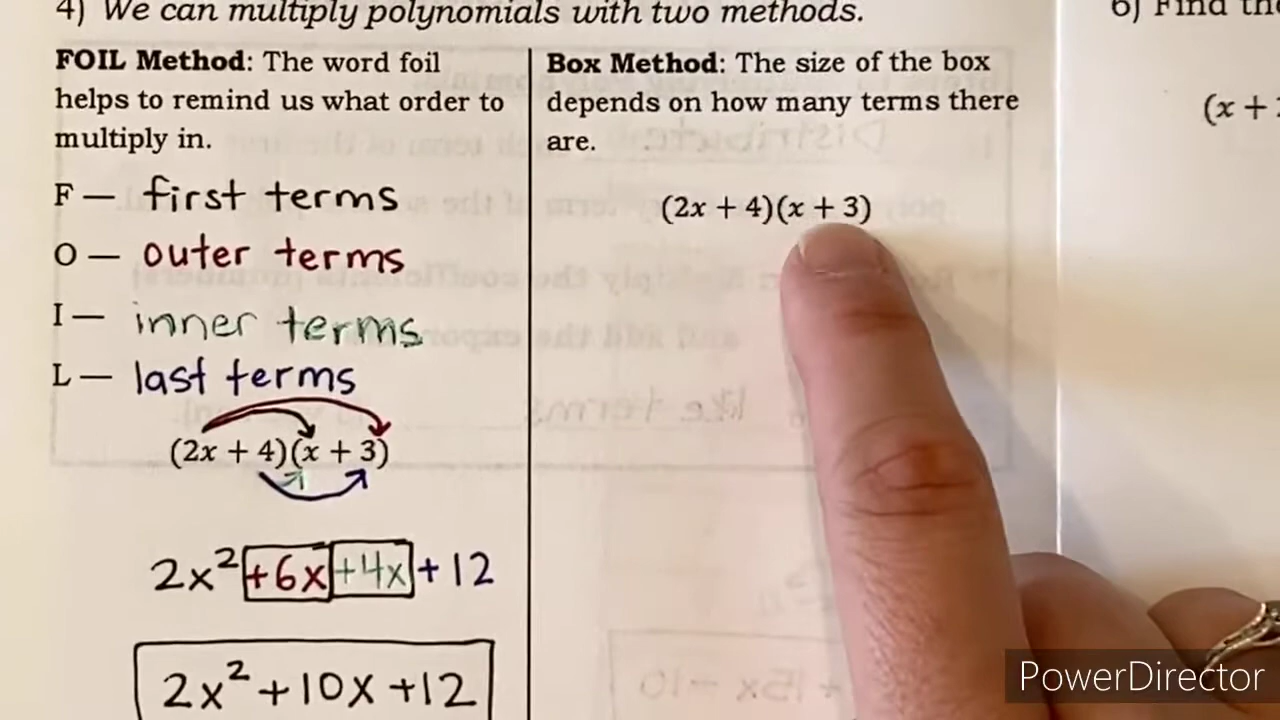 4) We can multiply polynomials with two methods.
FOIL Method: The word foil
helps to remind us what order to
multiply in.
F — first terms
O — outer terms
I — inner terms
L — last terms
(2x + 4)(x + 3)
2x² +6x +4x + 12
2x² + 10x + 12
Box Method: The size of the box
depends on how many terms there
are.
(2x + 4)(x + 3)
6) Find
(x +
PowerDirector